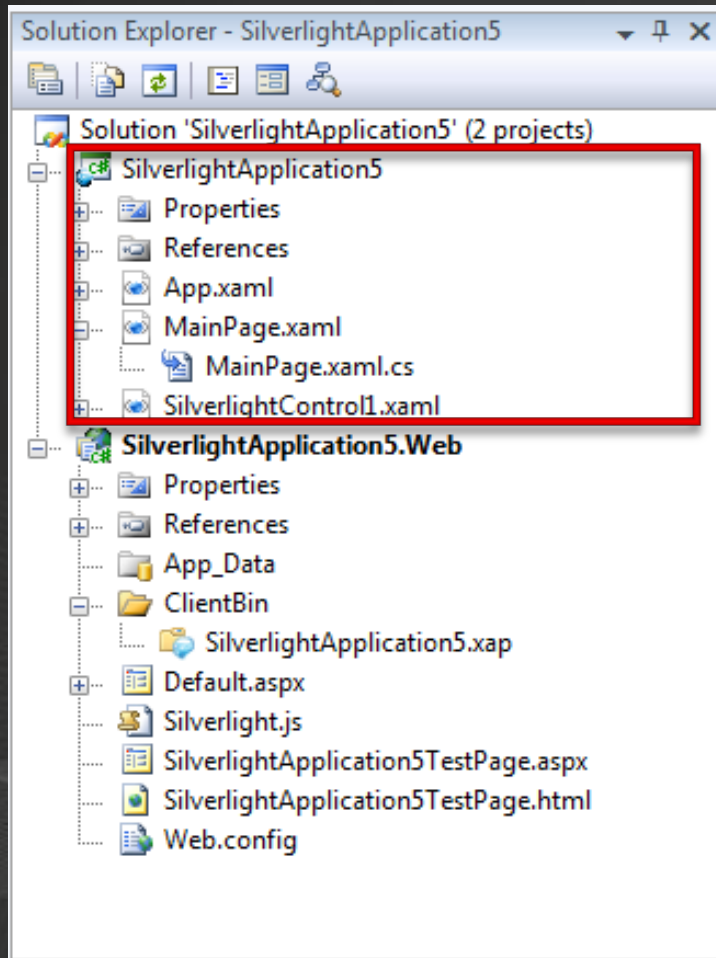 Solution Explorer - SilverlightApplication5
Solution 'SilverlightApplication5' (2 projects)
SilverlightApplication5
Properties
References
App.xaml
MainPage.xaml
MainPage.xaml.cs
SilverlightControl1.xaml
SilverlightApplication5.Web
Properties
References
App_Data
ClientBin
SilverlightApplication5.xap
Default.aspx
Silverlight.js
SilverlightApplication5TestPage.aspx
SilverlightApplication5TestPage.html
Web.config